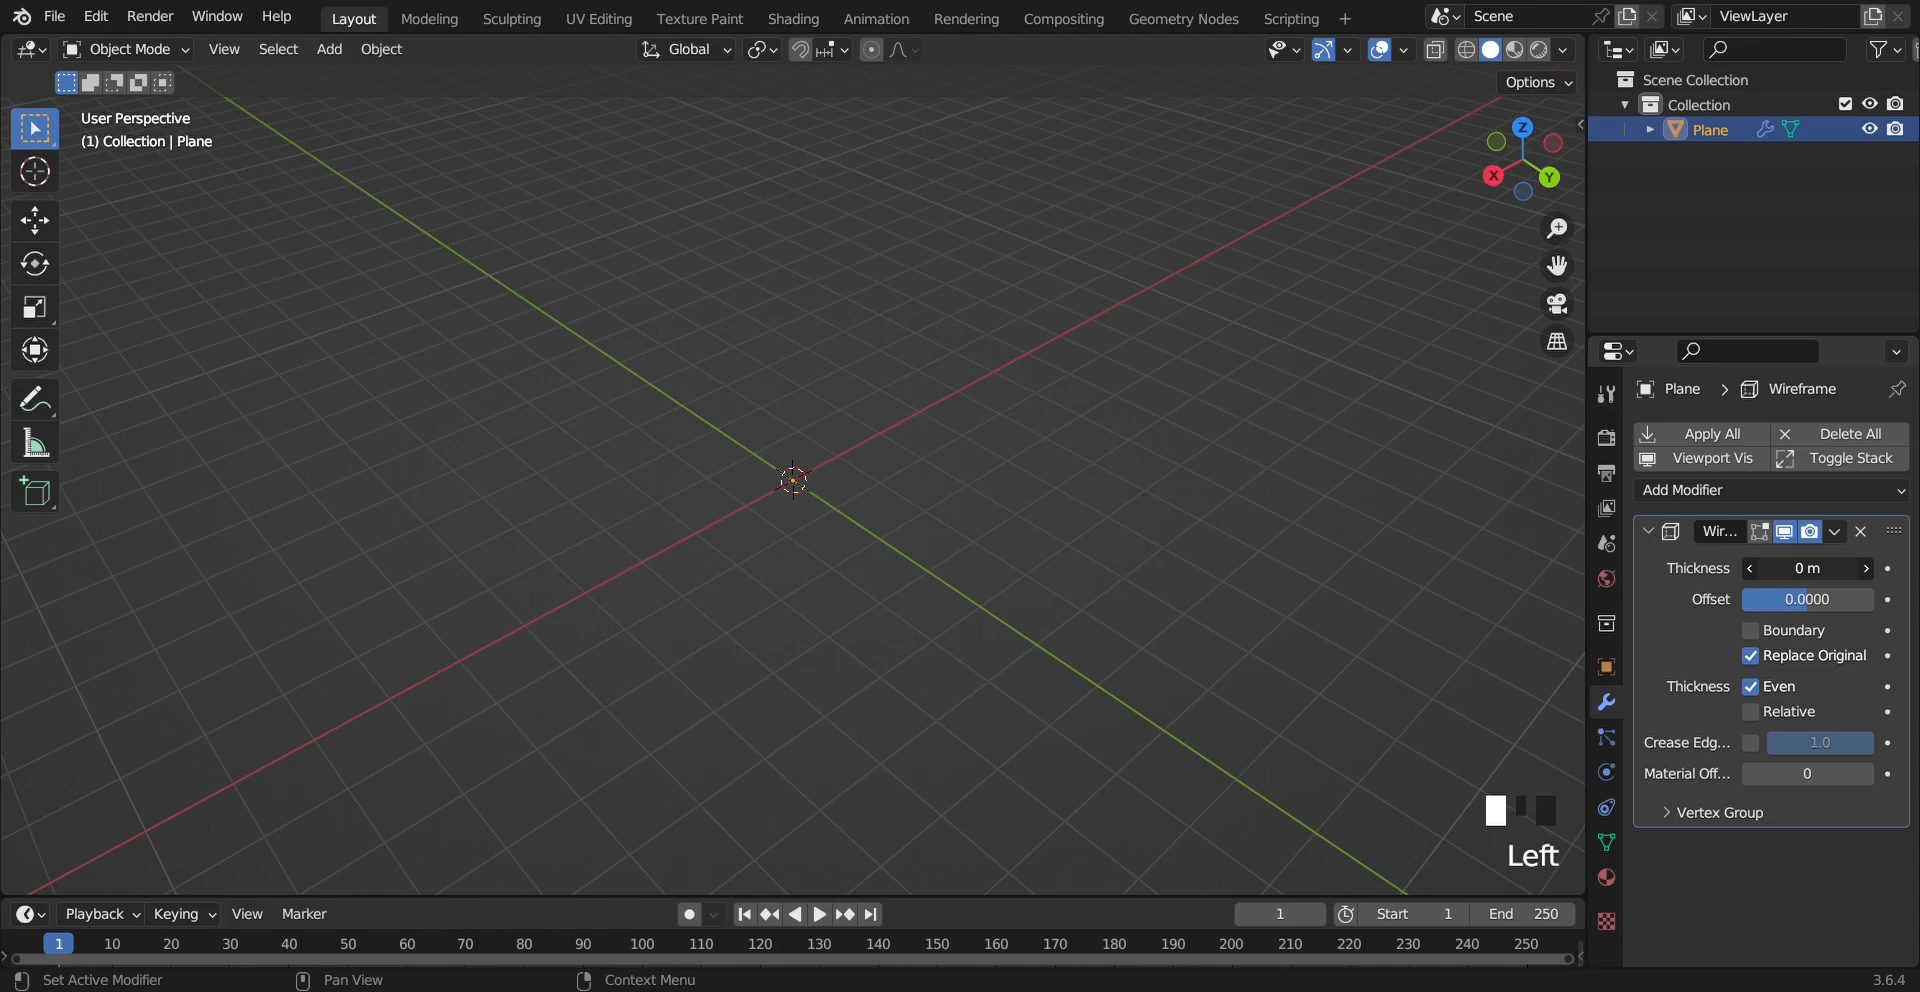 File Edit Render Window Help Layout Modeling Sculpting UV Editing Texture Paint Shading Animation Rendering Compositing Geometry Nodes Scripting + Scene ViewLayer
Object Mode View Select Add Object Global
Options
User Perspective
(1) Collection | Plane
Z
X
Y
Scene Collection
Collection
Plane
Plane > Wireframe
Apply All Delete All
Viewport Vis Toggle Stack
Add Modifier
Wir...
Thickness 0 m
Offset 0.0000
Boundary
Replace Original
Thickness Even
Relative
Crease Edg... 1.0
Material Off... 0
Vertex Group
Left
Playback Keying View Marker 1 Start 1 End 250
1 10 20 30 40 50 60 70 80 90 100 110 120 130 140 150 160 170 180 190 200 210 220 230 240 250
Set Active Modifier Pan View Context Menu 3.6.4